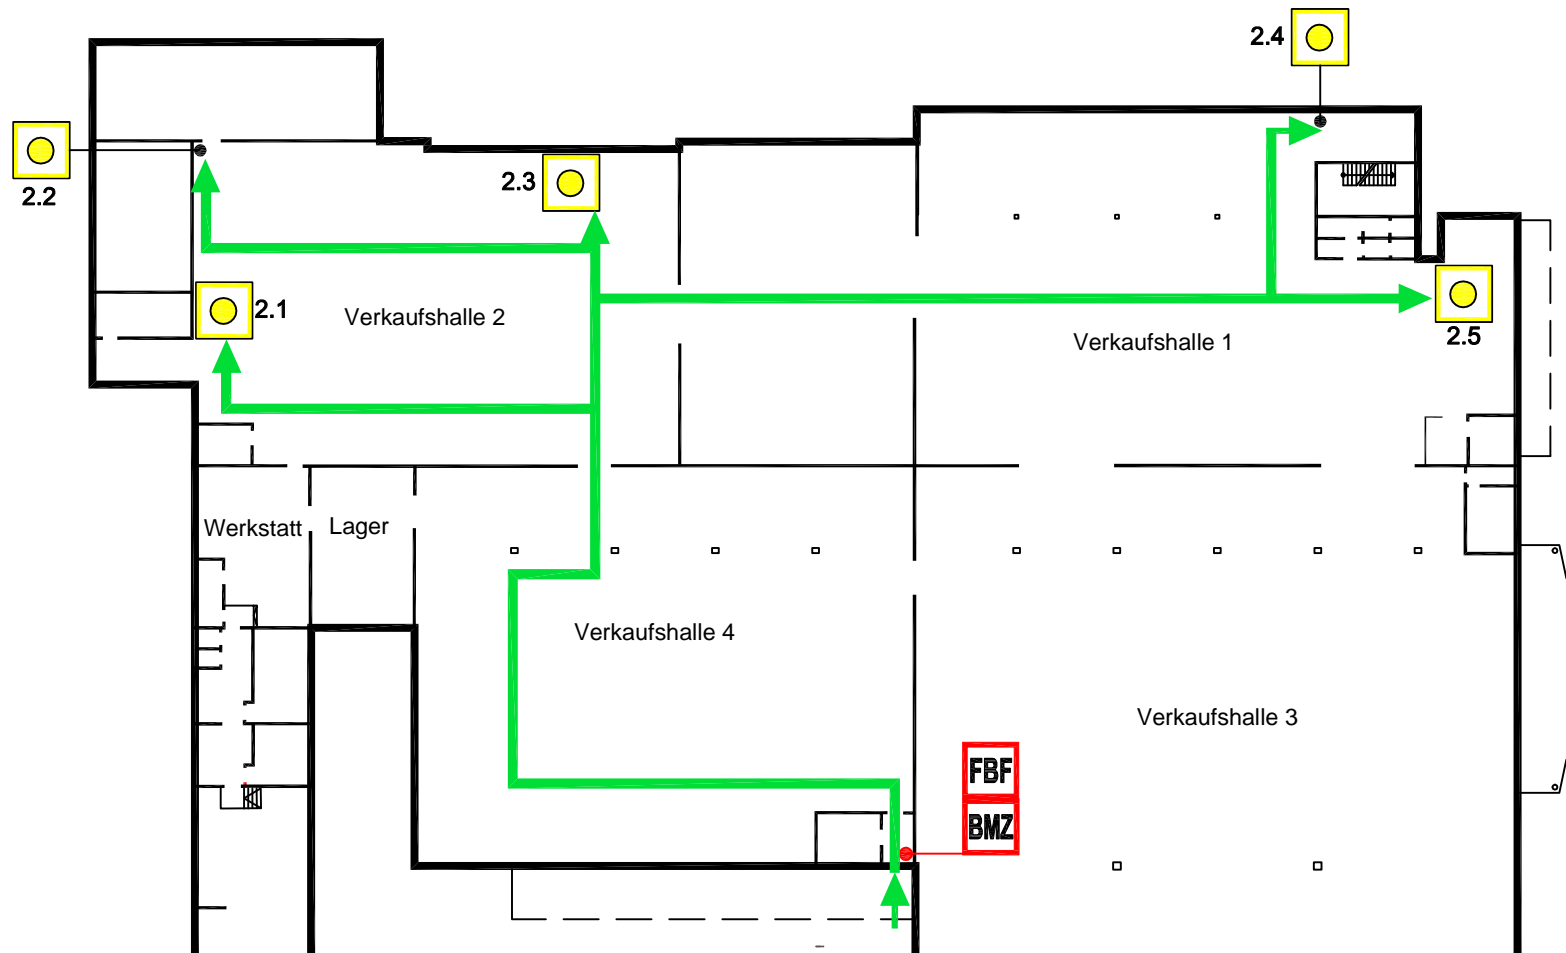 2.4
2.2
2.3
2.1
Verkaufshalle 2
Verkaufshalle 1
2.5
Werkstatt
Lager
Verkaufshalle 4
Verkaufshalle 3
FBF
BMZ